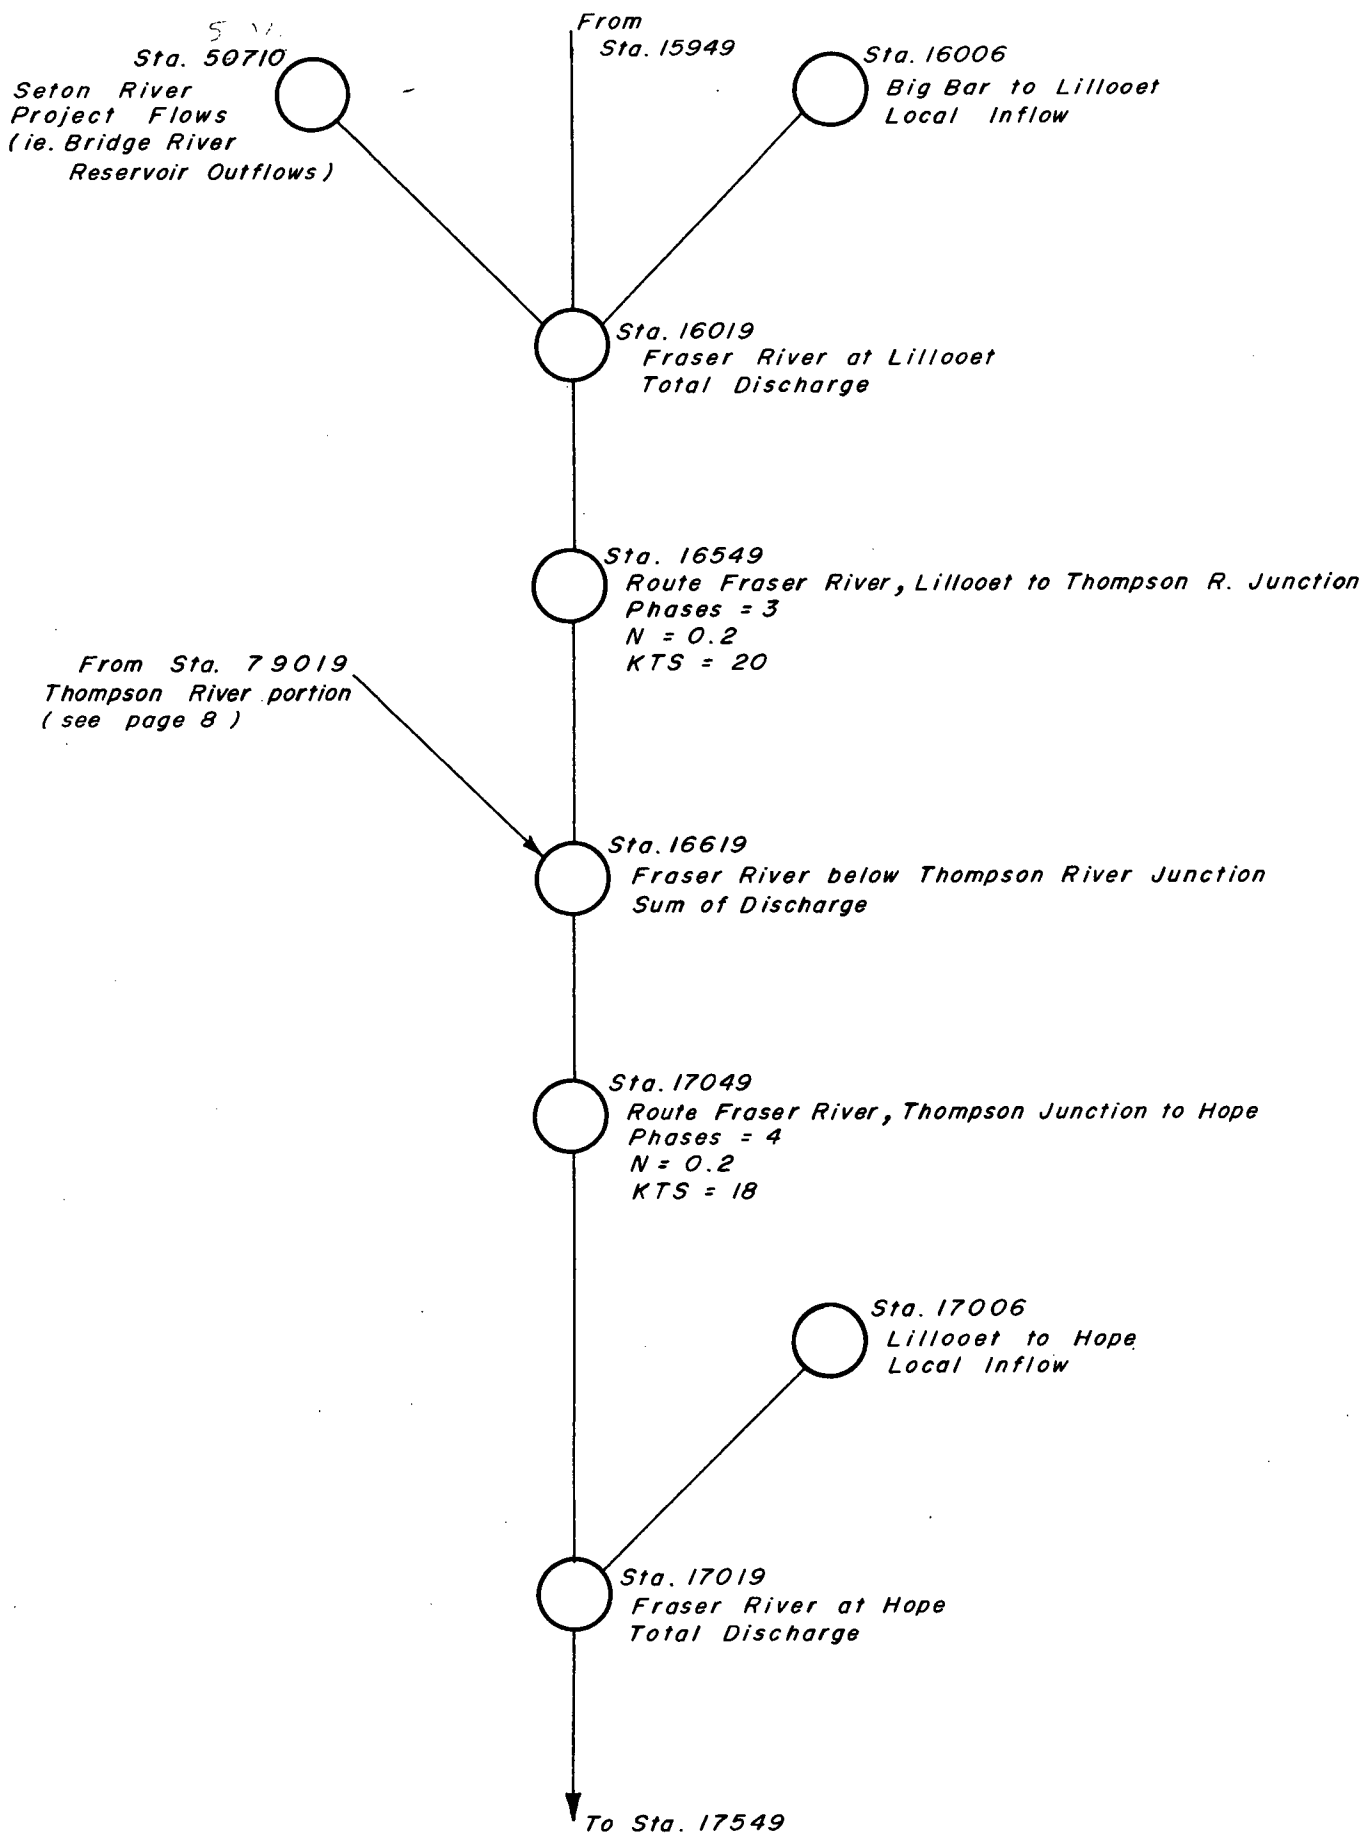 From
Sta. 15949
Sta. 50710
Seton River
Project Flows
(ie. Bridge River
Reservoir Outflows)
Sta. 16006
Big Bar to Lillooet
Local Inflow
Sta. 16019
Fraser River at Lillooet
Total Discharge
Sta. 16549
Route Fraser River, Lillooet to Thompson R. Junction
Phases = 3
N = 0.2
KTS = 20
From Sta. 79019
Thompson River portion
(see page 8)
Sta. 16619
Fraser River below Thompson River Junction
Sum of Discharge
Sta. 17049
Route Fraser River, Thompson Junction to Hope
Phases = 4
N = 0.2
KTS = 18
Sta. 17006
Lillooet to Hope
Local Inflow
Sta. 17019
Fraser River at Hope
Total Discharge
To Sta. 17549